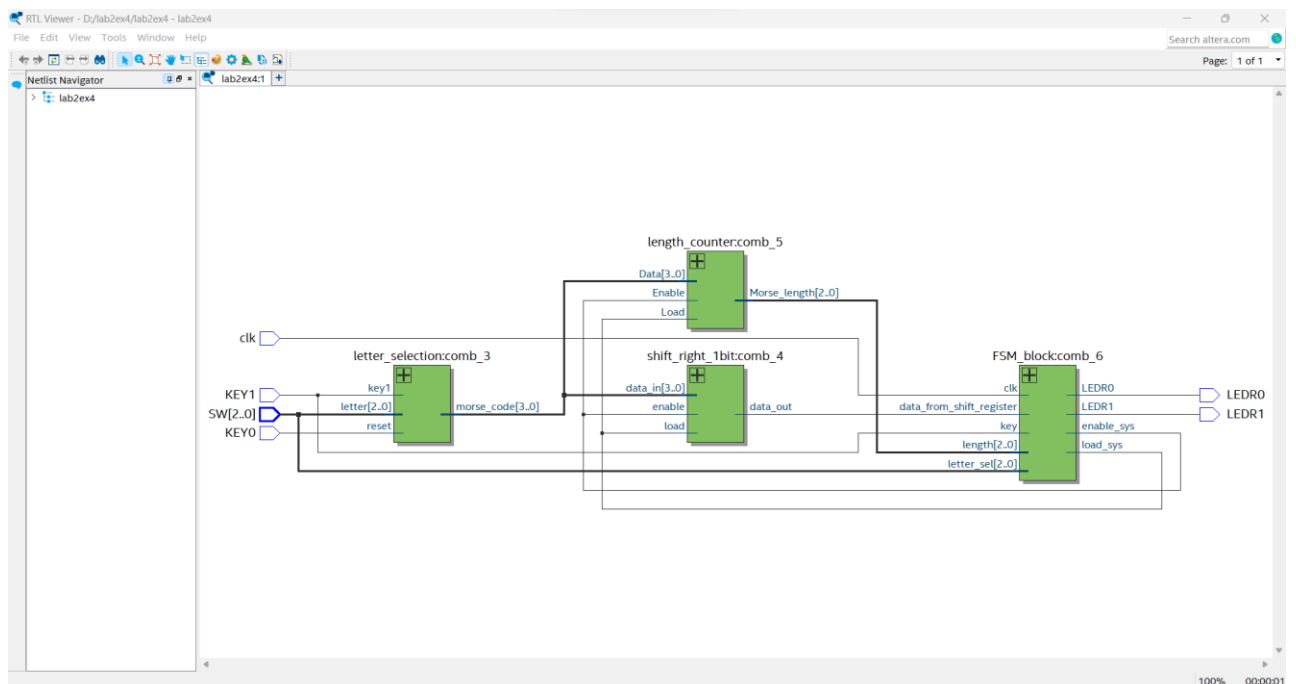 RTL Viewer - D:/lab2ex4/lab2ex4 - lab2ex4
File Edit View Tools Window Help
Search altera.com
Page: 1 of 1
Netlist Navigator
lab2ex4:1
lab2ex4
length_counter:comb_5
Data[3..0]
Enable
Morse_length[2..0]
Load
clk
letter_selection:comb_3
shift_right_1bit:comb_4
FSM_block:comb_6
KEY1
key1
data_in[3..0]
clk
LEDR0
LEDR0
SW[2..0]
letter[2..0]
morse_code[3..0]
enable
data_out
data_from_shift_register
LEDR1
LEDR1
KEY0
reset
load
key
enable_sys
length[2..0]
load_sys
letter_sel[2..0]
100% 00:00:01